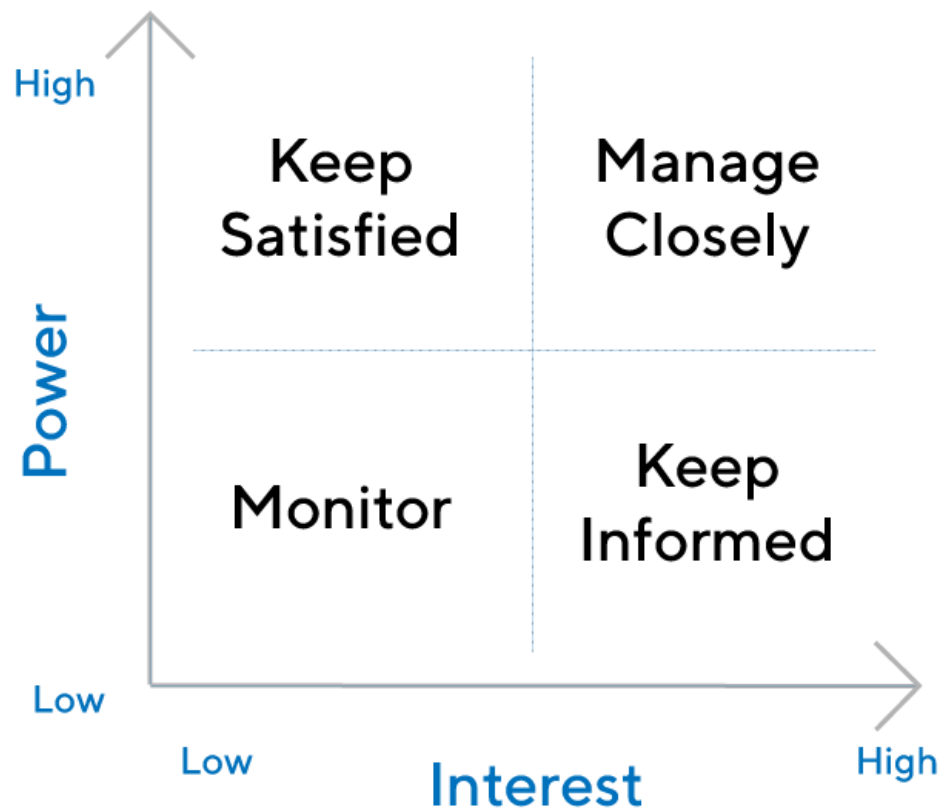 High
Keep
Satisfied
Manage
Closely
Power
Monitor
Keep
Informed
Low
Low
Interest
High